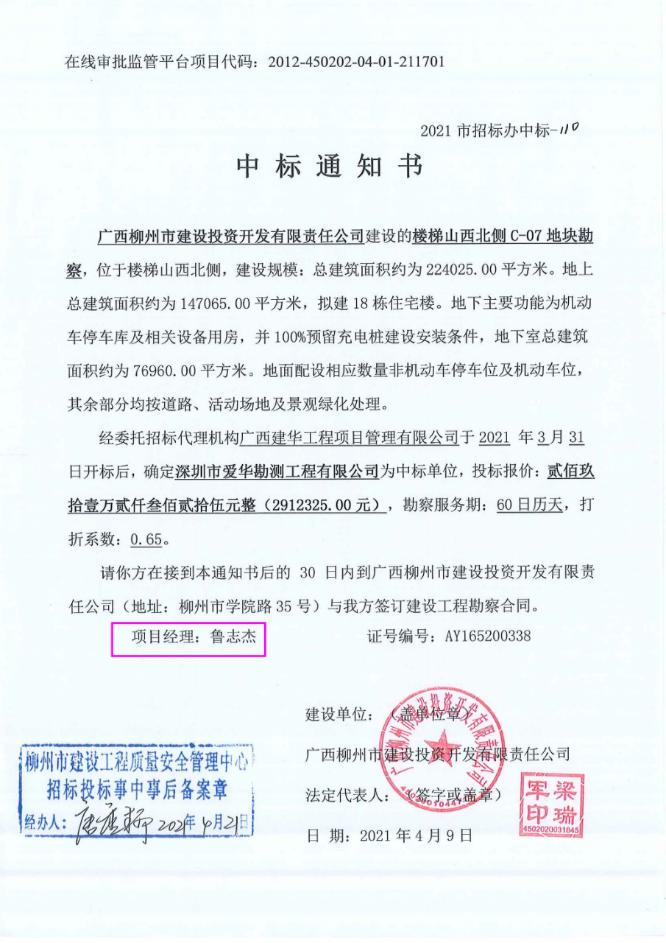 在线审批监管平台项目代码：2012-450202-04-01-211701
2021 市招标办中标-110
中标通知书
广西柳州市建设投资开发有限责任公司建设的楼梯山西北侧 C-07 地块勘
察，位于楼梯山西北侧，建设规模：总建筑面积约为 224025.00 平方米。地上
总建筑面积约为 147065.00 平方米，拟建 18 栋住宅楼。地下主要功能为机动
车停车库及相关设备用房，并 100%预留充电桩建设安装条件，地下室总建筑
面积约为 76960.00 平方米。地面配设相应数量非机动车停车位及机动车位，
其余部分均按道路、活动场地及景观绿化处理。
经委托招标代理机构广西建华工程项目管理有限公司于 2021 年 3 月 31
日开标后，确定深圳市爱华勘测工程有限公司为中标单位，投标报价：贰佰玖
拾壹万贰仟叁佰贰拾伍元整（2912325.00 元），勘察服务期：60 日历天，打
折系数：0.65。
请你方在接到本通知书后的 30 日内到广西柳州市建设投资开发有限责
任公司（地址：柳州市学院路 35 号）与我方签订建设工程勘察合同。
项目经理：鲁志杰 证号编号：AY165200338
建设单位：（盖单位章）
广西柳州市建设投资开发有限责任公司
法定代表人：（签字或盖章）
日 期：2021 年 4 月 9 日
广西柳州市建设投资开发有限责任公司
梁瑞
军印
4502020031045
柳州市建设工程质量安全管理中心
招标投标事中事后备案章
经办人： 2021年 4月21日